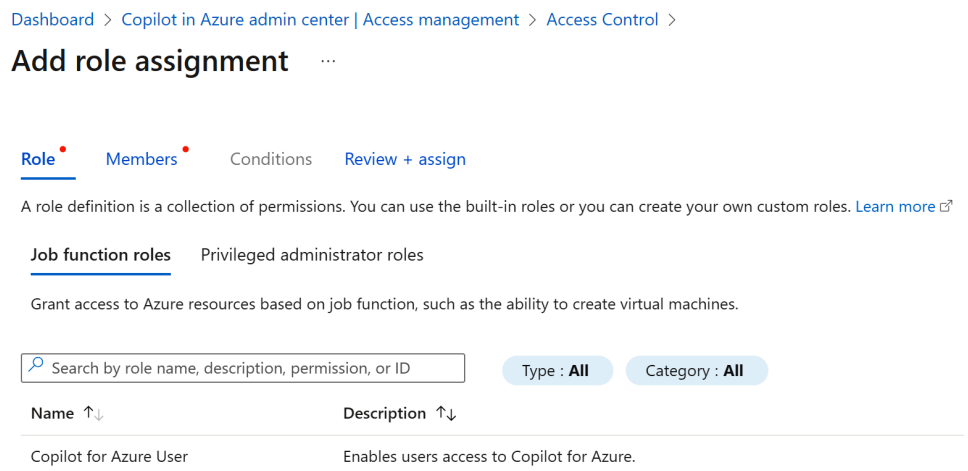 Dashboard > Copilot in Azure admin center | Access management > Access Control >
Add role assignment ...
Role Members Conditions Review + assign
A role definition is a collection of permissions. You can use the built-in roles or you can create your own custom roles. Learn more
Job function roles Privileged administrator roles
Grant access to Azure resources based on job function, such as the ability to create virtual machines.
Search by role name, description, permission, or ID Type : All Category : All
Name ↑↓ Description ↑↓
Copilot for Azure User Enables users access to Copilot for Azure.